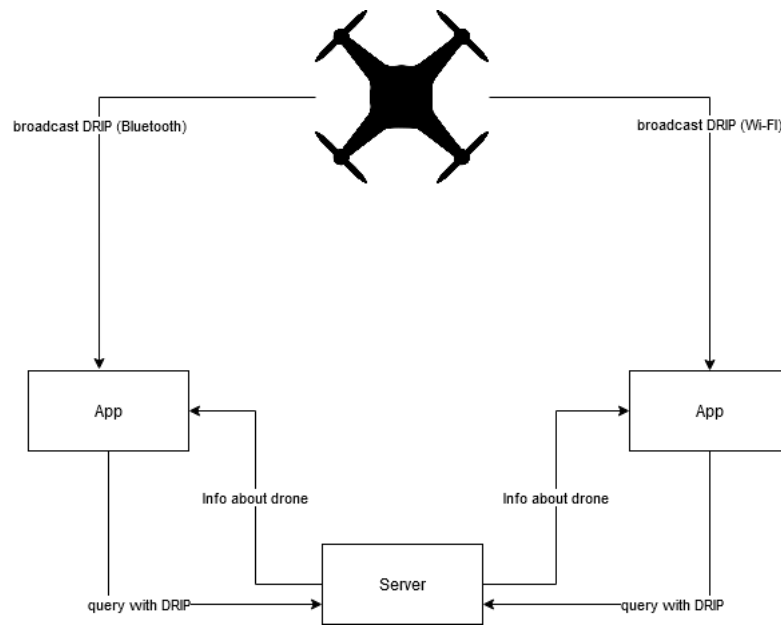 broadcast DRIP (Bluetooth)
broadcast DRIP (Wi-FI)
App
App
Info about drone
Info about drone
Server
query with DRIP
query with DRIP